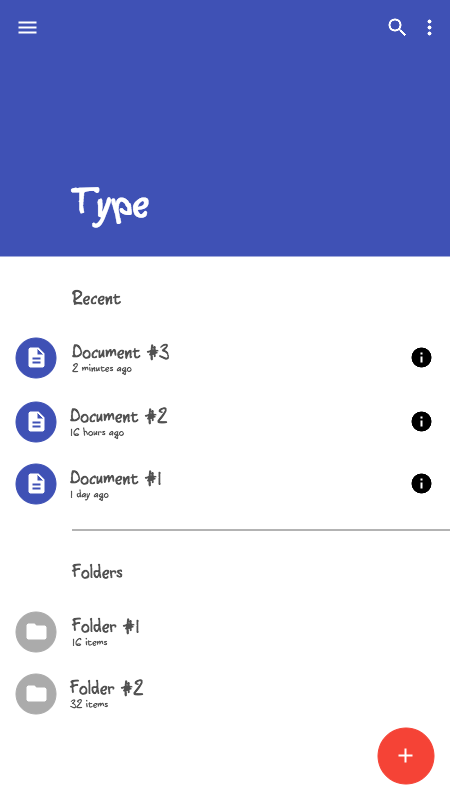 Type
Recent
Document #3
2 minutes ago
Document #2
16 hours ago
Document #1
1 day ago
Folders
Folder #1
16 items
Folder #2
32 items